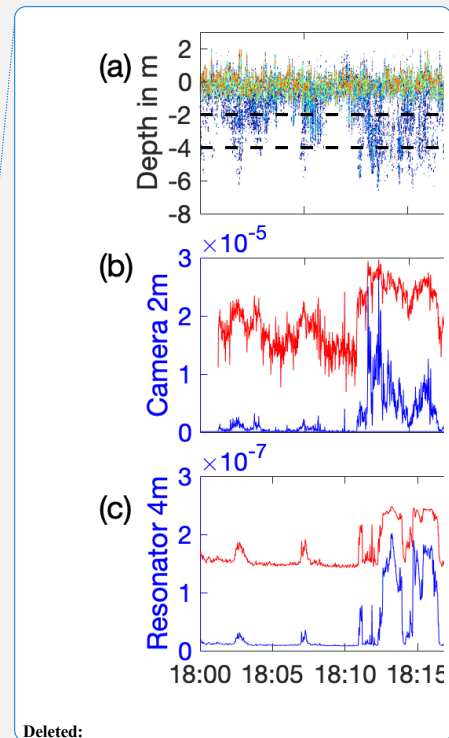 (a)
Depth in m
2
0
-2
-4
-6
-8
(b)
Camera 2m
×10^-5
3
2
1
0
(c)
Resonator 4m
×10^-7
3
2
1
0
18:00 18:05 18:10 18:15
Deleted: